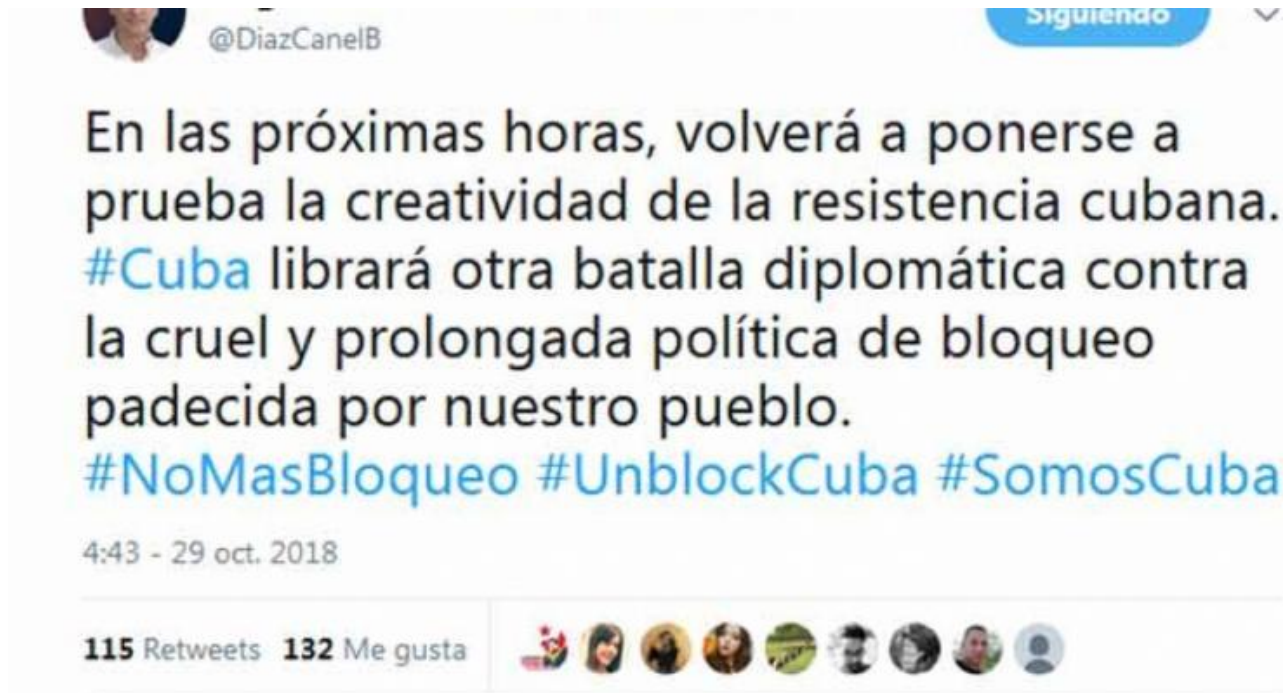 @DiazCanelB
Siguiendo
En las próximas horas, volverá a ponerse a
prueba la creatividad de la resistencia cubana.
#Cuba librará otra batalla diplomática contra
la cruel y prolongada política de bloqueo
padecida por nuestro pueblo.
#NoMasBloqueo #UnblockCuba #SomosCuba
4:43 - 29 oct. 2018
115 Retweets 132 Me gusta